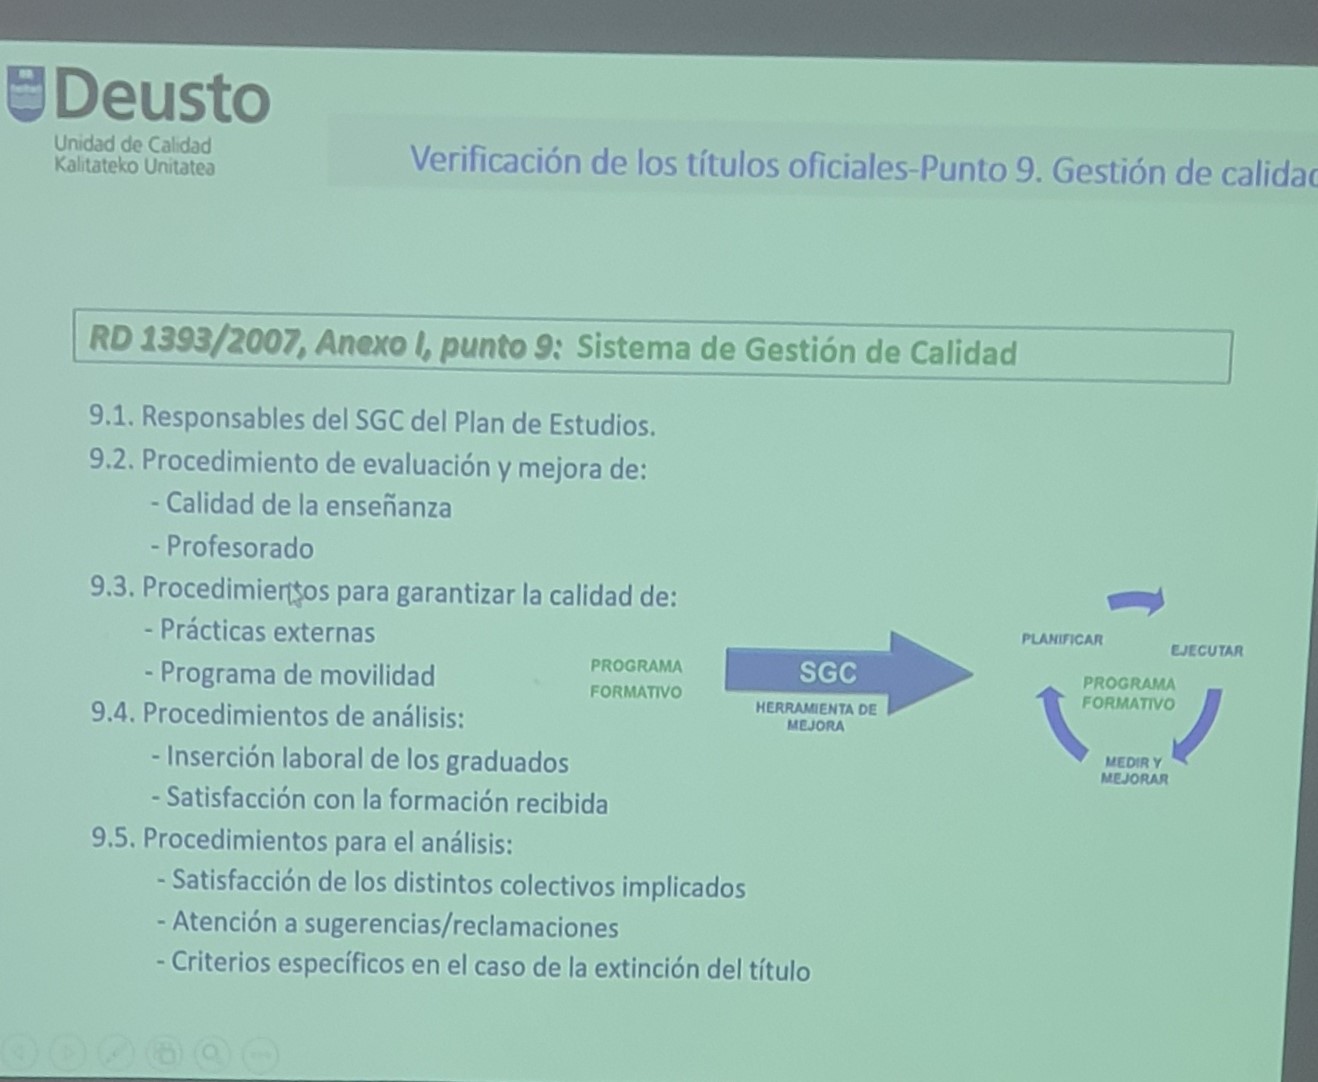 Deusto
Unidad de Calidad
Kalitateko Unitatea
Verificación de los títulos oficiales-Punto 9. Gestión de calidad
RD 1393/2007, Anexo I, punto 9: Sistema de Gestión de Calidad
9.1. Responsables del SGC del Plan de Estudios.
9.2. Procedimiento de evaluación y mejora de:
- Calidad de la enseñanza
- Profesorado
9.3. Procedimientos para garantizar la calidad de:
- Prácticas externas
- Programa de movilidad
9.4. Procedimientos de análisis:
- Inserción laboral de los graduados
- Satisfacción con la formación recibida
9.5. Procedimientos para el análisis:
- Satisfacción de los distintos colectivos implicados
- Atención a sugerencias/reclamaciones
- Criterios específicos en el caso de la extinción del título
PROGRAMA
FORMATIVO
SGC
HERRAMIENTA DE
MEJORA
PLANIFICAR
EJECUTAR
PROGRAMA
FORMATIVO
MEDIR Y
MEJORAR